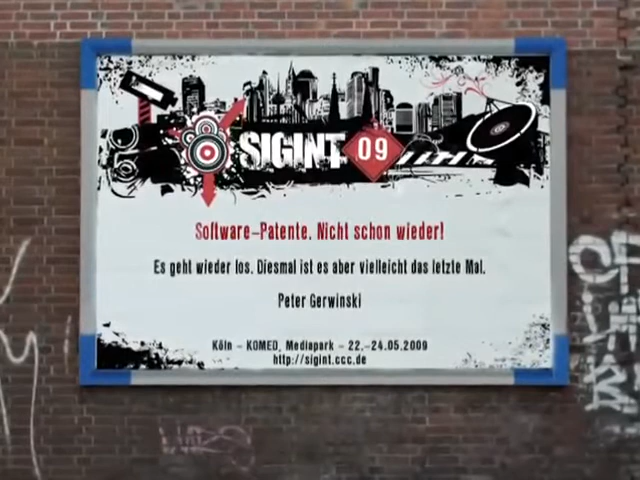 SIGINT 09
Software-Patente. Nicht schon wieder!
Es geht wieder los. Diesmal ist es aber vielleicht das letzte Mal.
Peter Gerwinski
Köln - KOMED, Mediapark - 22.-24.05.2009
http://sigint.ccc.de